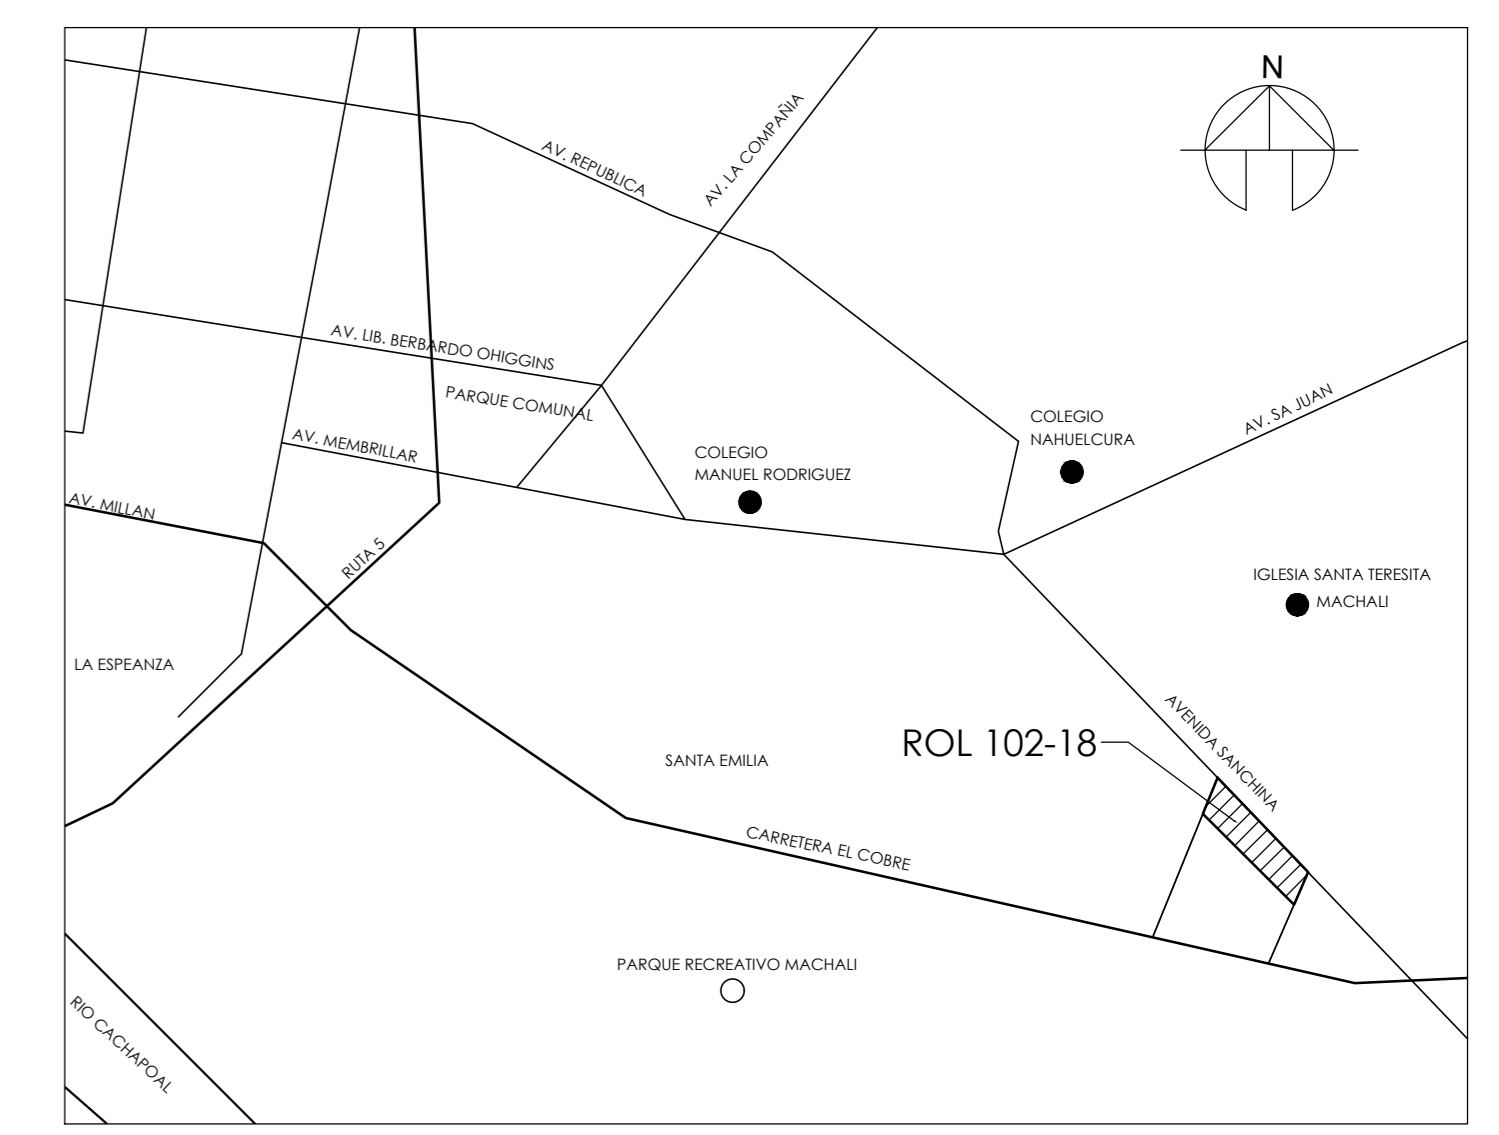 N
AV. REPUBLICA
AV. LA COMPAÑIA
AV. LIB. BERBARDO OHIGGINS
PARQUE COMUNAL
AV. MEMBRILLAR
COLEGIO
MANUEL RODRIGUEZ
COLEGIO
NAHUELCURA
AV. SA JUAN
AV. MILLAN
RUTA 5
IGLESIA SANTA TERESITA
MACHALI
LA ESPEANZA
AVENIDA SANCHINA
ROL 102-18
SANTA EMILIA
CARRETERA EL COBRE
PARQUE RECREATIVO MACHALI
RIO CACHAPOAL